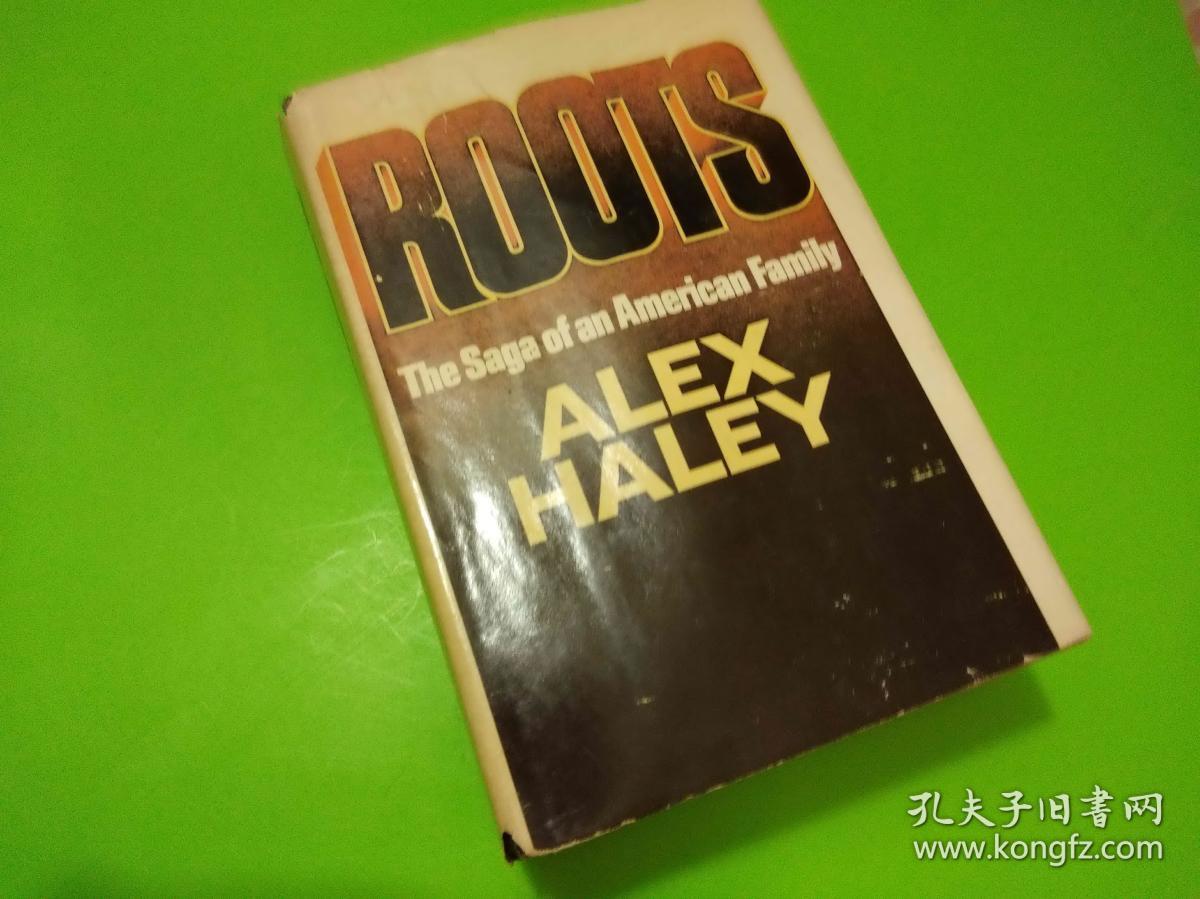 ROOTS
The Saga of an American Family
ALEX
HALEY
孔夫子旧书网
www.kongfz.com